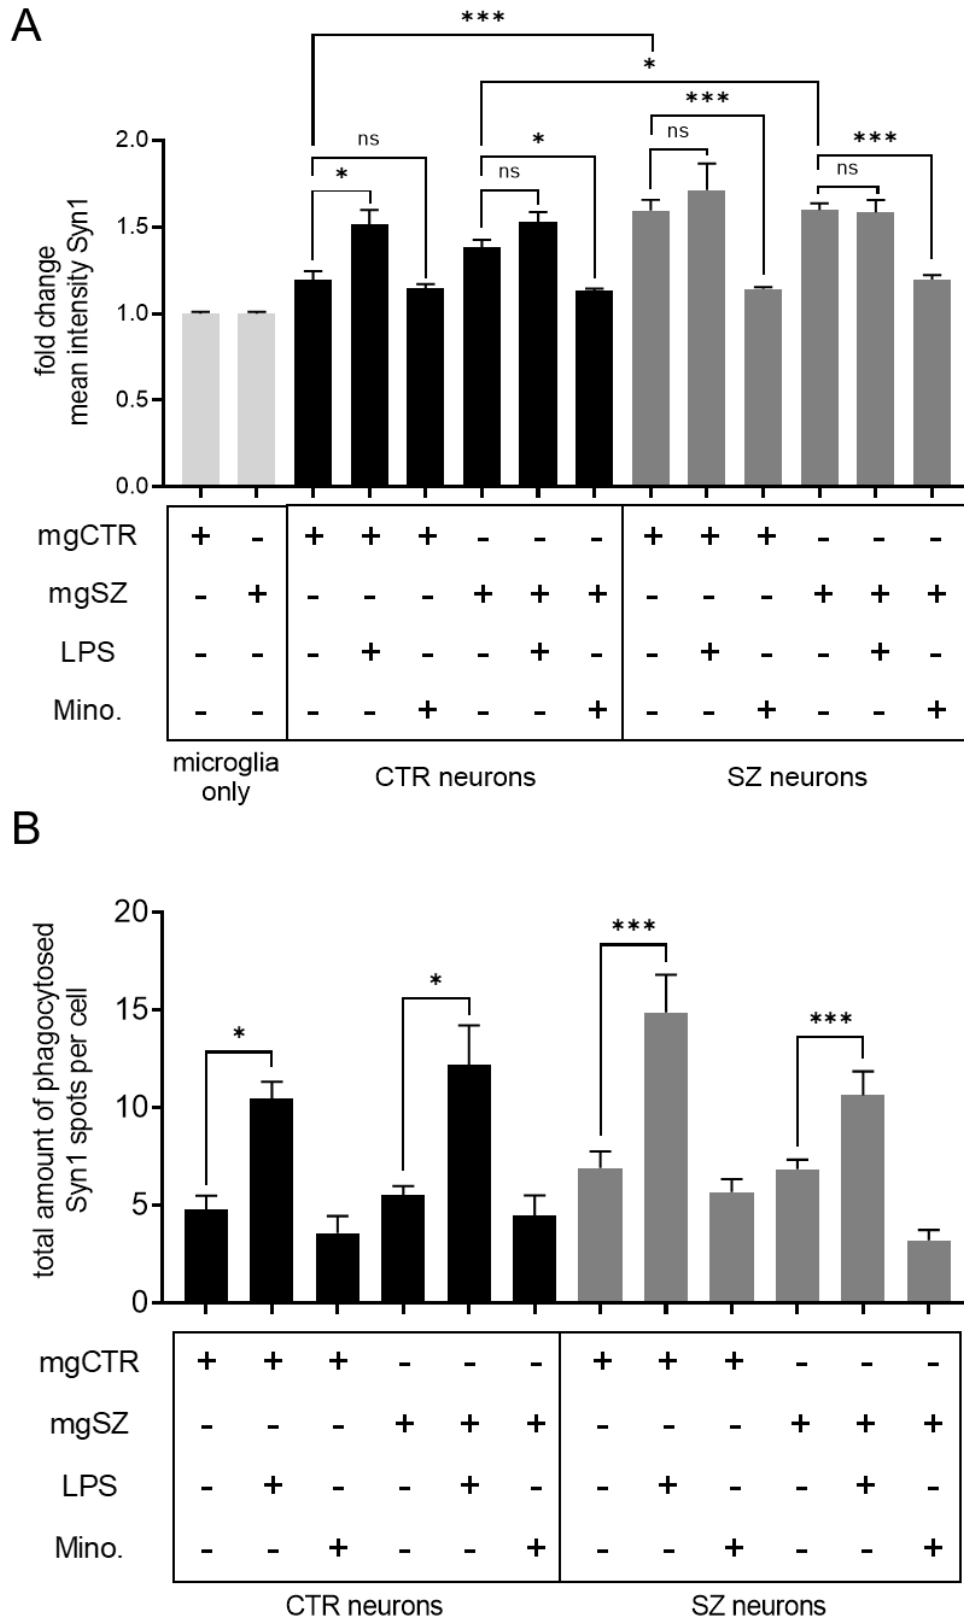 A
***
*
***
ns
*
ns
***
*
ns
ns
2.0
1.5
1.0
0.5
0.0
fold change
mean intensity Syn1
mgCTR + - + + + - - - + + + - - -
mgSZ - + - - - + + + - - - + + +
LPS - - - + - - + - - + - - + -
Mino. - - - - + - - + - - + - - +
microglia
only
CTR neurons
SZ neurons
B
20
15
10
5
0
total amount of phagocytosed
Syn1 spots per cell
***
*
***
*
mgCTR + + + - - - + + + - - -
mgSZ - - - + + + - - - + + +
LPS - + - - + - - + - - + -
Mino. - - + - - + - - + - - +
CTR neurons
SZ neurons